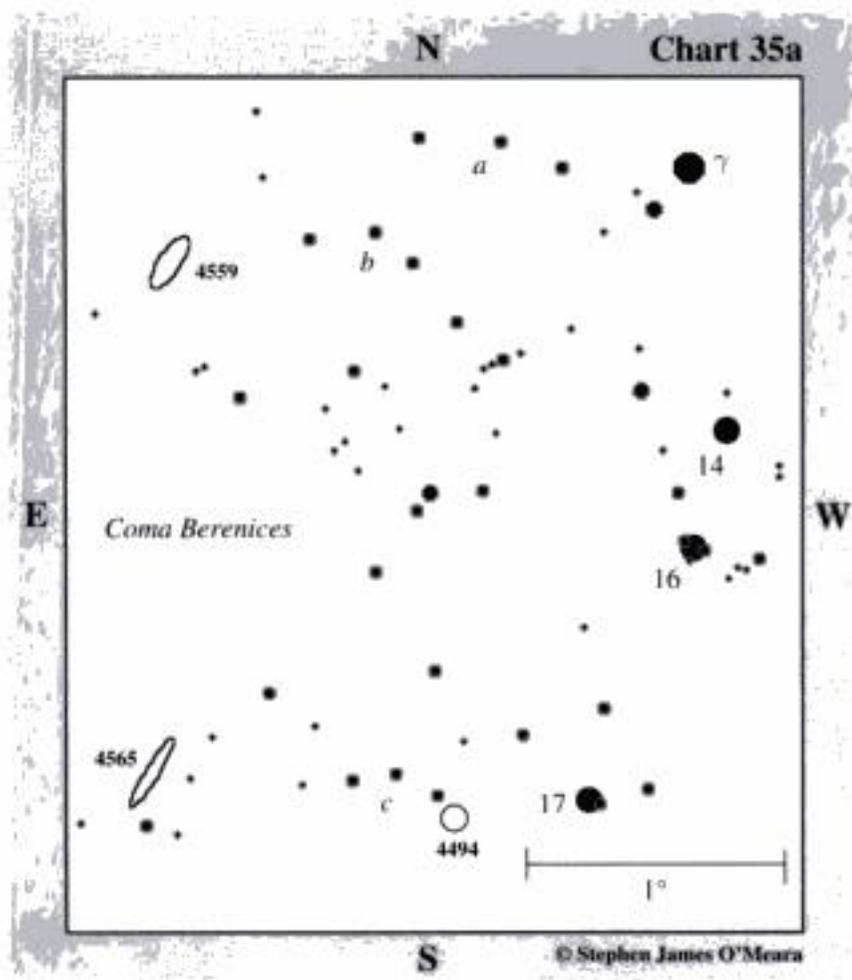 N
Chart 35a
γ
a
4559
b
14
E
Coma Berenices
W
16
4565
c
17
4494
1°
S
© Stephen James O'Meara